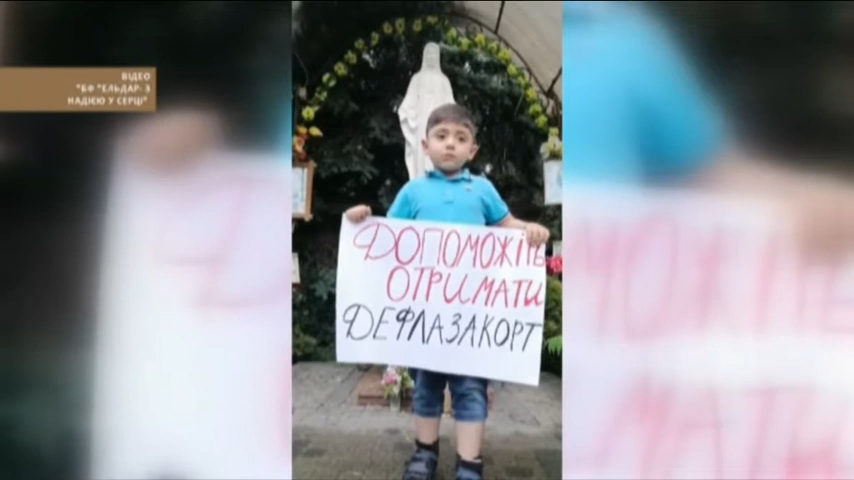 ВІДЕО
"БФ "ЕЛЬДАР- З
НАДІЄЮ У СЕРЦІ"
ДОПОМОЖІТЬ
ОТРИМАТИ
ДЕФЛАЗАКОРТ